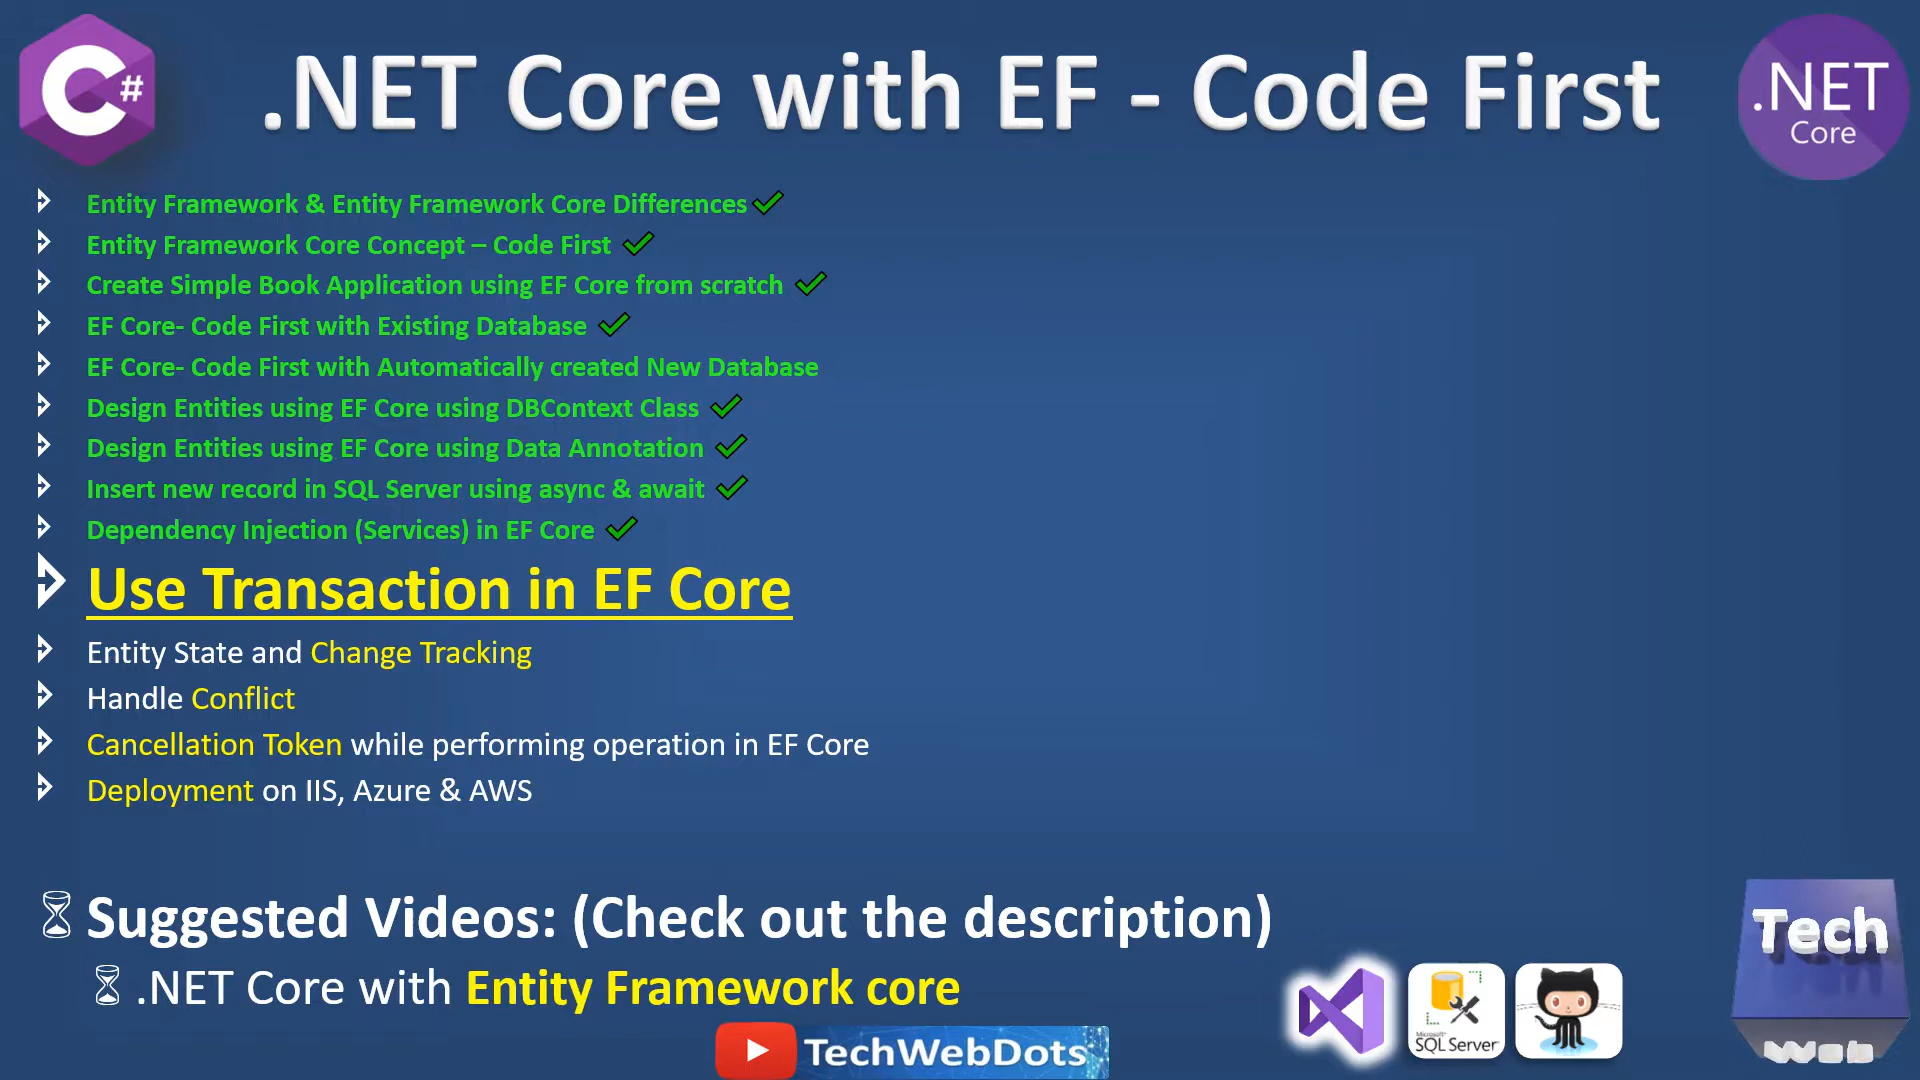 C#
.NET Core with EF - Code First
.NET
Core
Entity Framework & Entity Framework Core Differences
Entity Framework Core Concept – Code First
Create Simple Book Application using EF Core from scratch
EF Core- Code First with Existing Database
EF Core- Code First with Automatically created New Database
Design Entities using EF Core using DBContext Class
Design Entities using EF Core using Data Annotation
Insert new record in SQL Server using async & await
Dependency Injection (Services) in EF Core
Use Transaction in EF Core
Entity State and Change Tracking
Handle Conflict
Cancellation Token while performing operation in EF Core
Deployment on IIS, Azure & AWS
Suggested Videos: (Check out the description)
.NET Core with Entity Framework core
TechWebDots
Microsoft
SQL Server
Tech
Web